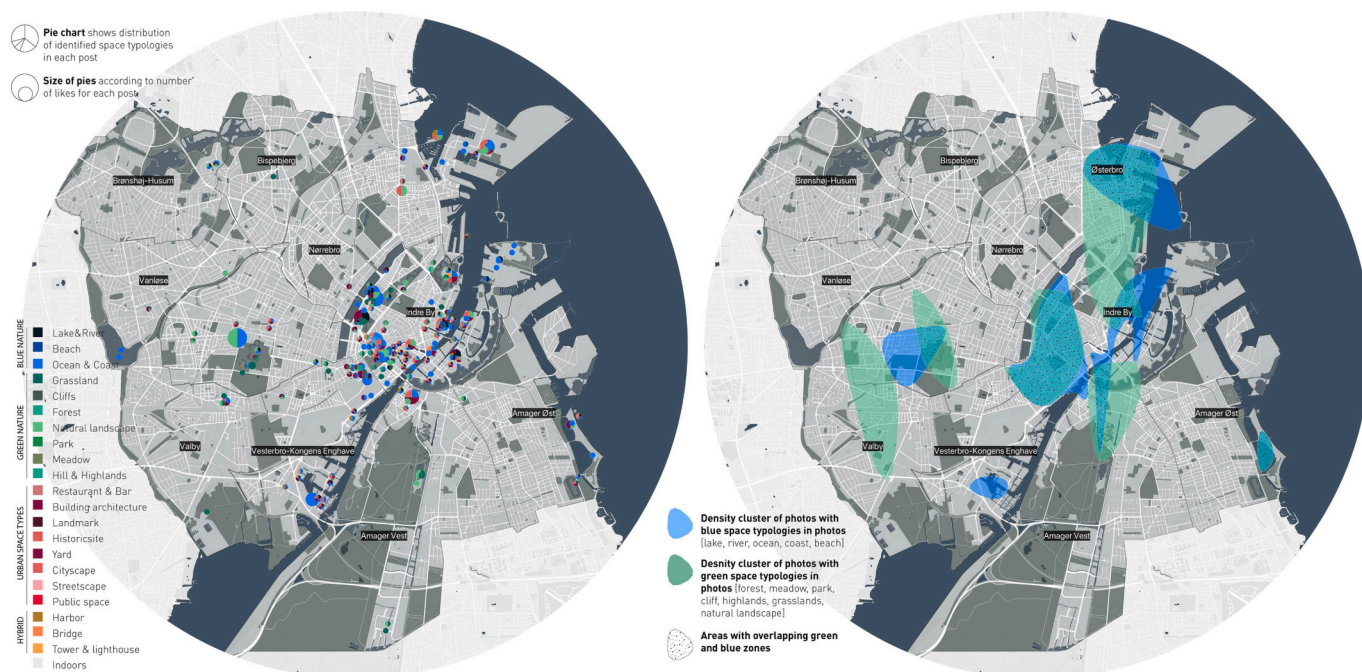 Pie chart shows distribution
of identified space typologies
in each post
Size of pies according to number*
of likes for each post
Bispebjerg
Brønshøj-Husum
Nørrebro
Vanløse
Indre By
Amager Øst
Valby
Vesterbro-Kongens Enghave
Amager Vest
BLUE NATURE
Lake&River
Beach
Ocean & Coast
GREEN NATURE
Grassland
Cliffs
Forest
Natural landscape
Park
Meadow
Hill & Highlands
URBAN SPACE TYPES
Restaurant & Bar
Building architecture
Landmark
Historicsite
Yard
Cityscape
Streetscape
Public space
HYBRID
Harbor
Bridge
Tower & lighthouse
Indoors
Bispebjerg
Østerbro
Brønshøj-Husum
Nørrebro
Vanløse
Indre By
Amager Øst
Valby
Vesterbro-Kongens Enghave
Amager Vest
Density cluster of photos with
blue space typologies in photos
[lake, river, ocean, coast, beach]
Desnity cluster of photos with
green space typologies in
photos [forest, meadow, park,
cliff, highlands, grasslands,
natural landscape]
Areas with overlapping green
and blue zones